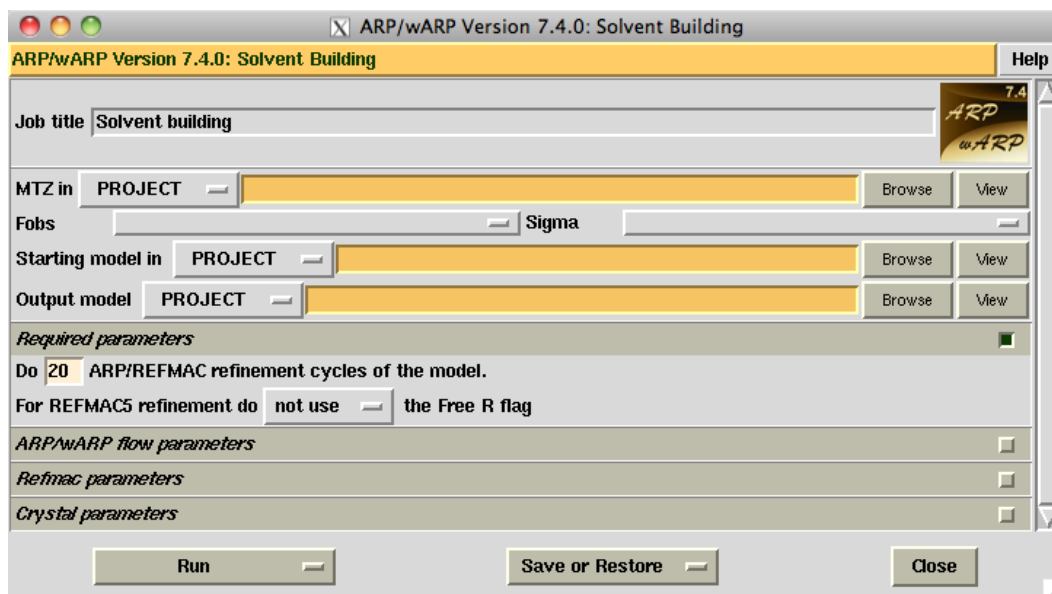 X ARP/wARP Version 7.4.0: Solvent Building
ARP/wARP Version 7.4.0: Solvent Building Help
Job title Solvent building
7.4
ARP
wARP
MTZ in PROJECT Browse View
Fobs Sigma
Starting model in PROJECT Browse View
Output model PROJECT Browse View
Required parameters
Do 20 ARP/REFMAC refinement cycles of the model.
For REFMAC5 refinement do not use the Free R flag
ARP/wARP flow parameters
Refmac parameters
Crystal parameters
Run Save or Restore Close